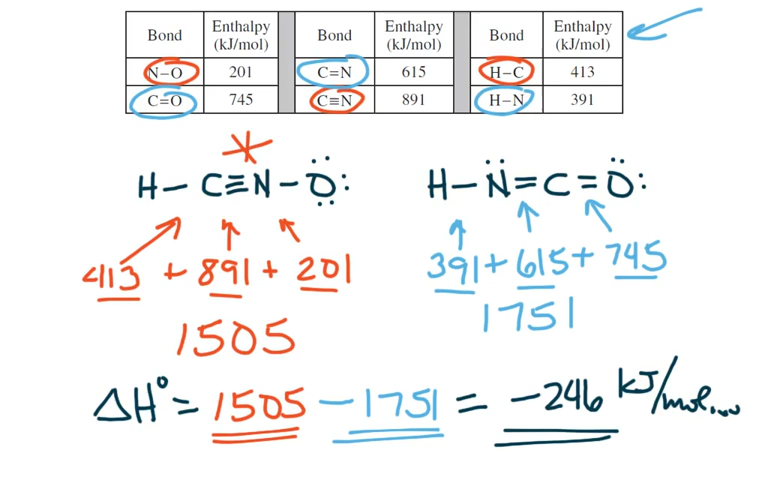 Bond Enthalpy (kJ/mol) Bond Enthalpy (kJ/mol) Bond Enthalpy (kJ/mol)
N–O 201 C=N 615 H–C 413
C=O 745 C≡N 891 H–N 391
H – C≡N – O: H – N=C=O:
413 + 891 + 201 391 + 615 + 745
1505 1751
ΔH° = 1505 – 1751 = –246 kJ/mol...